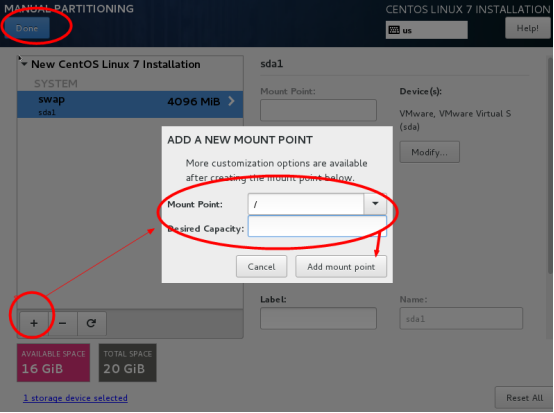 MANUAL PARTITIONING
CENTOS LINUX 7 INSTALLATION
Done
us
Help!
New CentOS Linux 7 Installation
SYSTEM
swap
4096 MiB
sda1
sda1
Mount Point:
Device(s):
VMware, VMware Virtual S
(sda)
Modify...
ADD A NEW MOUNT POINT
More customization options are available
after creating the mount point below.
Mount Point:
/
Desired Capacity:
Cancel
Add mount point
Label:
Name:
sda1
+
−
AVAILABLE SPACE
16 GiB
TOTAL SPACE
20 GiB
1 storage device selected
Reset All